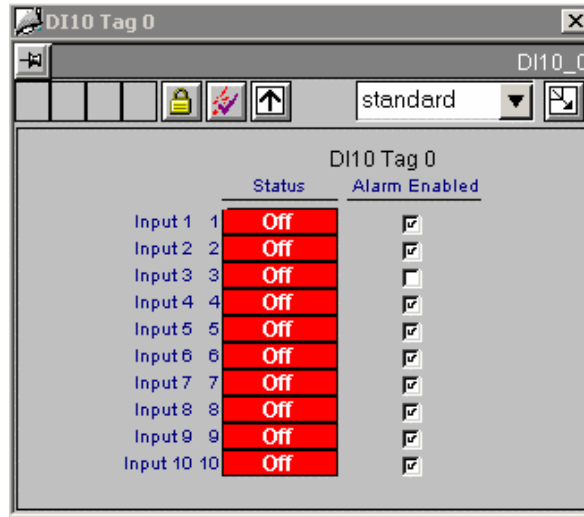 DI10 Tag 0
DI10_0
standard
DI10 Tag 0
Status Alarm Enabled
Input 1 1 Off
Input 2 2 Off
Input 3 3 Off
Input 4 4 Off
Input 5 5 Off
Input 6 6 Off
Input 7 7 Off
Input 8 8 Off
Input 9 9 Off
Input 10 10 Off